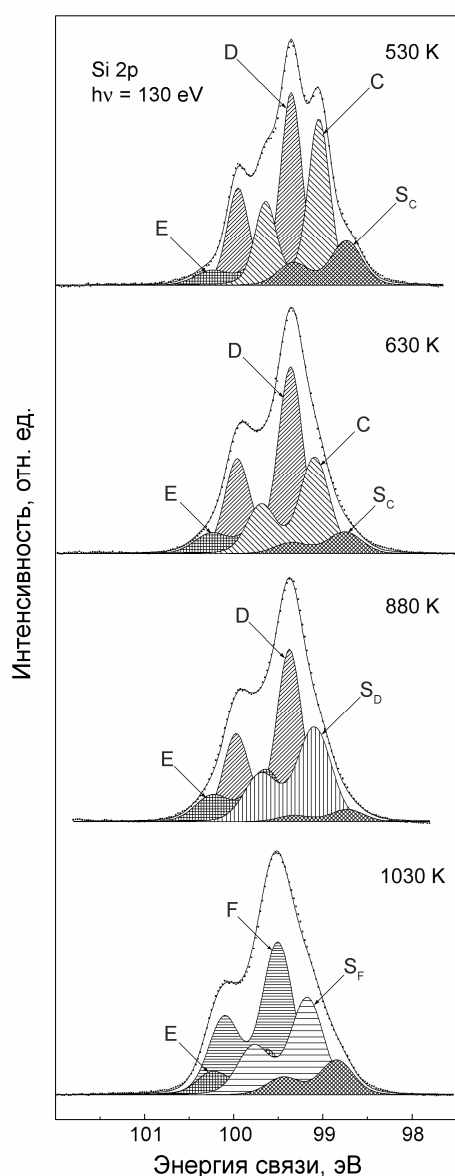 Si 2p
hν = 130 eV
530 K
D
C
E
S_C
630 K
D
C
E
S_C
880 K
D
S_D
E
1030 K
F
S_F
E
Интенсивность, отн. ед.
101 100 99 98
Энергия связи, эВ